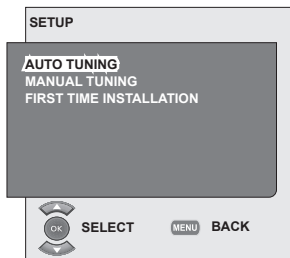 SETUP
AUTO TUNING
MANUAL TUNING
FIRST TIME INSTALLATION
OK SELECT MENU BACK